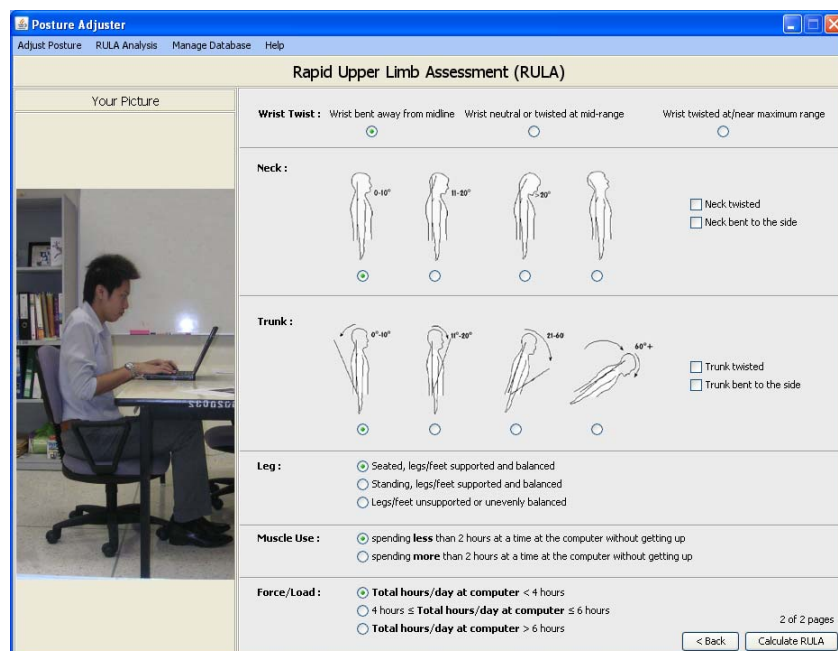 Posture Adjuster
Adjust Posture RULA Analysis Manage Database Help
Rapid Upper Limb Assessment (RULA)
Your Picture
Wrist Twist : Wrist bent away from midline Wrist neutral or twisted at mid-range Wrist twisted at/near maximum range
Neck :
0-10° 11-20° >20°
Neck twisted
Neck bent to the side
Trunk :
0°-10° 11°-20° 21-60 60°+
Trunk twisted
Trunk bent to the side
Leg :
Seated, legs/feet supported and balanced
Standing, legs/feet supported and balanced
Legs/feet unsupported or unevenly balanced
Muscle Use :
spending less than 2 hours at a time at the computer without getting up
spending more than 2 hours at a time at the computer without getting up
Force/Load :
Total hours/day at computer < 4 hours
4 hours ≤ Total hours/day at computer ≤ 6 hours
Total hours/day at computer > 6 hours
2 of 2 pages
< Back Calculate RULA